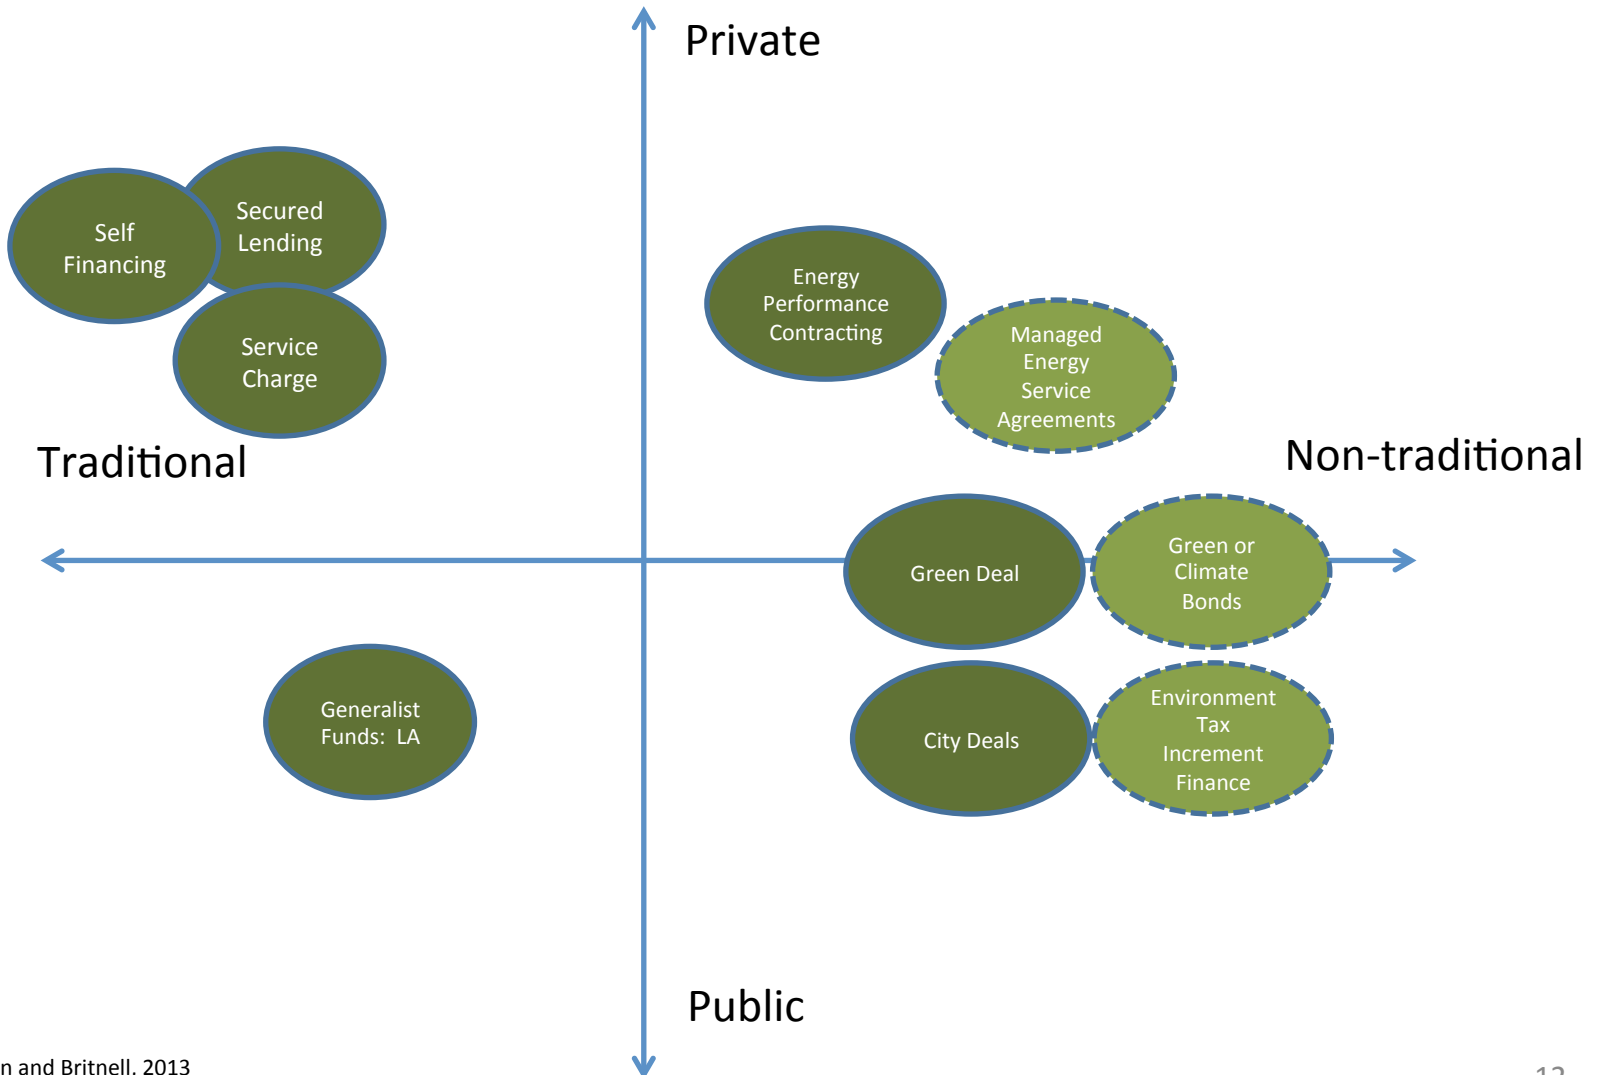 Private
Secured
Lending
Self
Financing
Service
Charge
Energy
Performance
Contracting
Managed
Energy
Service
Agreements
Traditional
Non-traditional
Green Deal
Green or
Climate
Bonds
Generalist
Funds: LA
City Deals
Environment
Tax
Increment
Finance
Public
and Britnell, 2013